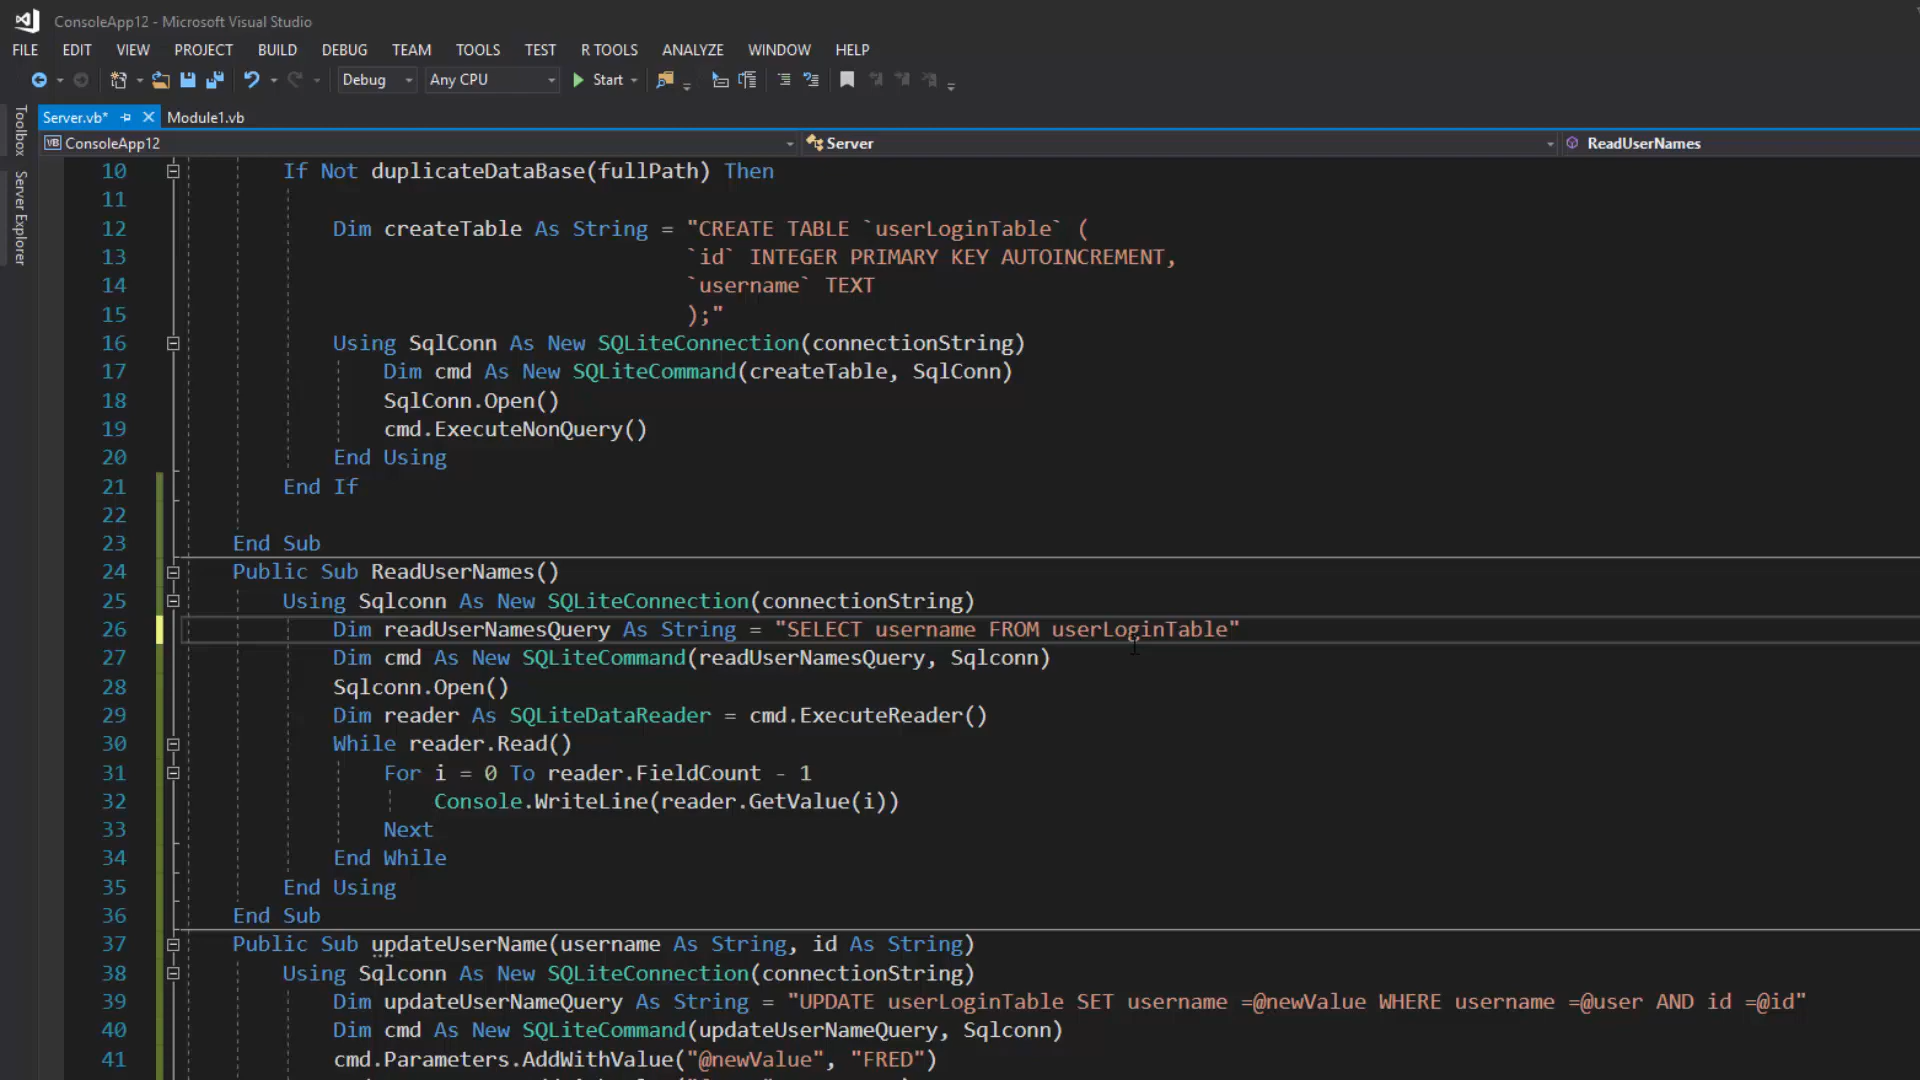 ConsoleApp12 - Microsoft Visual Studio
FILE EDIT VIEW PROJECT BUILD DEBUG TEAM TOOLS TEST R TOOLS ANALYZE WINDOW HELP
Debug Any CPU Start
Toolbox
Server Explorer
Server.vb* Module1.vb
VB ConsoleApp12 Server ReadUserNames
10 If Not duplicateDataBase(fullPath) Then
11
12 Dim createTable As String = "CREATE TABLE `userLoginTable` (
13 `id` INTEGER PRIMARY KEY AUTOINCREMENT,
14 `username` TEXT
15 );"
16 Using SqlConn As New SQLiteConnection(connectionString)
17 Dim cmd As New SQLiteCommand(createTable, SqlConn)
18 SqlConn.Open()
19 cmd.ExecuteNonQuery()
20 End Using
21 End If
22
23 End Sub
24 Public Sub ReadUserNames()
25 Using Sqlconn As New SQLiteConnection(connectionString)
26 Dim readUserNamesQuery As String = "SELECT username FROM userLoginTable"
27 Dim cmd As New SQLiteCommand(readUserNamesQuery, Sqlconn)
28 Sqlconn.Open()
29 Dim reader As SQLiteDataReader = cmd.ExecuteReader()
30 While reader.Read()
31 For i = 0 To reader.FieldCount - 1
32 Console.WriteLine(reader.GetValue(i))
33 Next
34 End While
35 End Using
36 End Sub
37 Public Sub updateUserName(username As String, id As String)
38 Using Sqlconn As New SQLiteConnection(connectionString)
39 Dim updateUserNameQuery As String = "UPDATE userLoginTable SET username =@newValue WHERE username =@user AND id =@id"
40 Dim cmd As New SQLiteCommand(updateUserNameQuery, Sqlconn)
41 cmd.Parameters.AddWithValue("@newValue", "FRED")